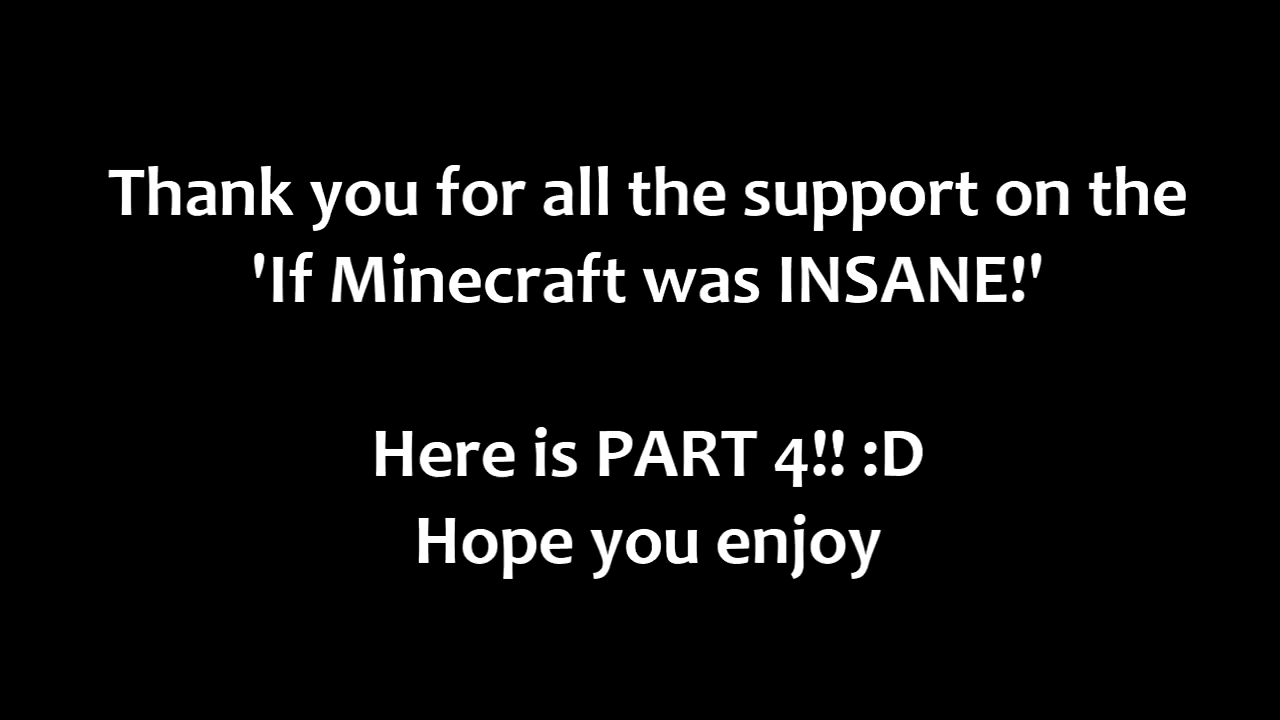 Thank you for all the support on the
'If Minecraft was INSANE!'
Here is PART 4!! :D
Hope you enjoy